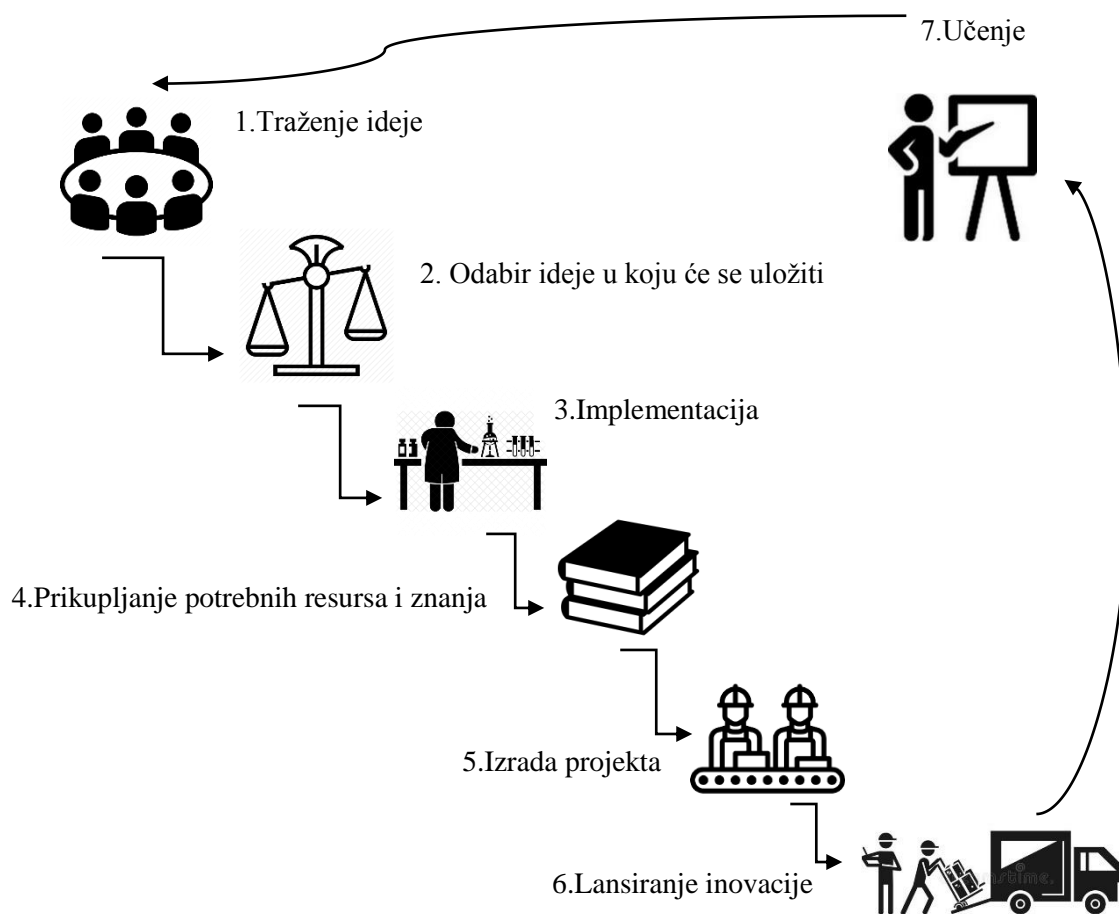 7.Učenje
1.Traženje ideje
2. Odabir ideje u koju će se uložiti
3.Implementacija
4.Prikupljanje potrebnih resursa i znanja
5.Izrada projekta
6.Lansiranje inovacije